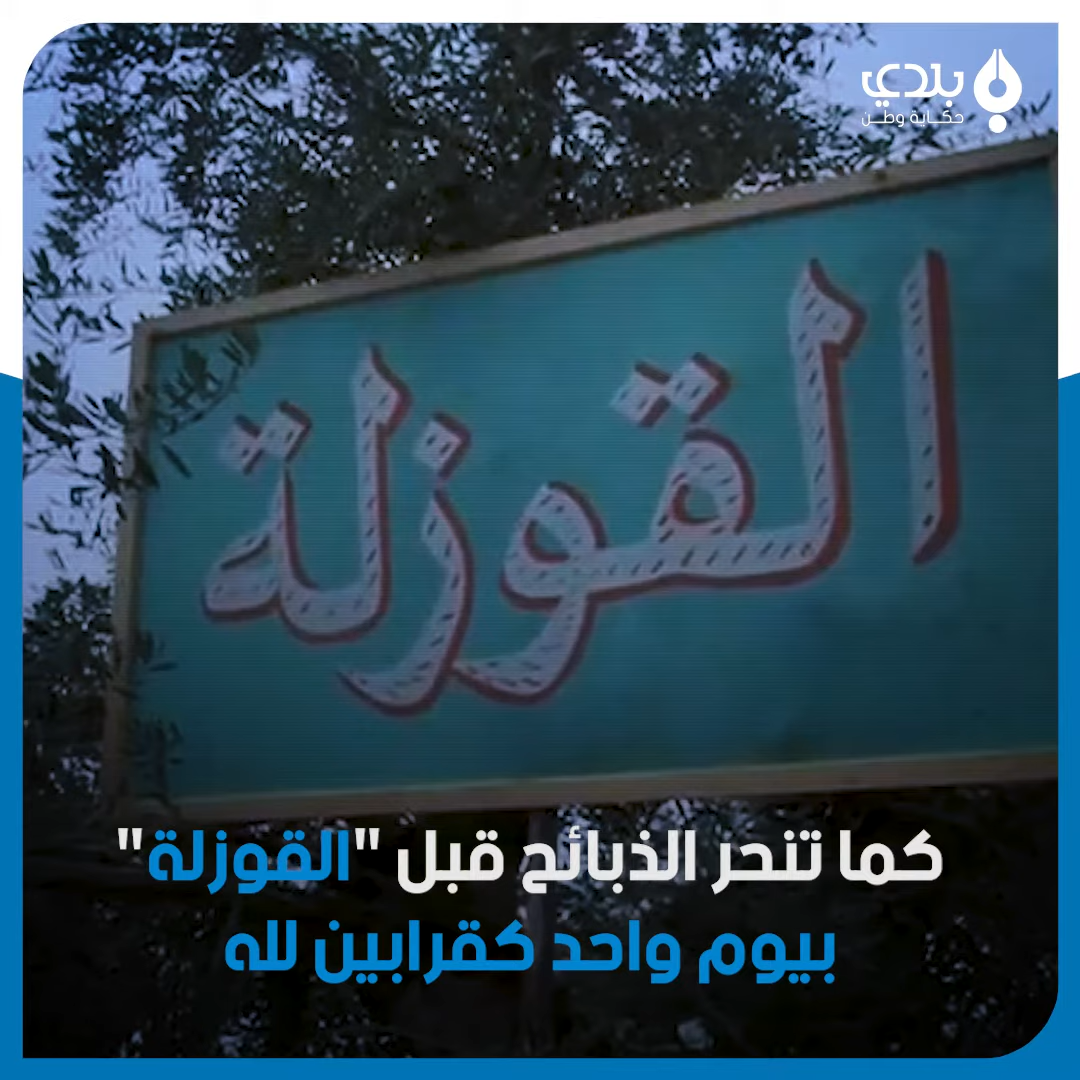 بلدي
حكاية وطن
القوزلة
كما تنحر الذبائح قبل "القوزلة"
بيوم واحد كقرابين لله